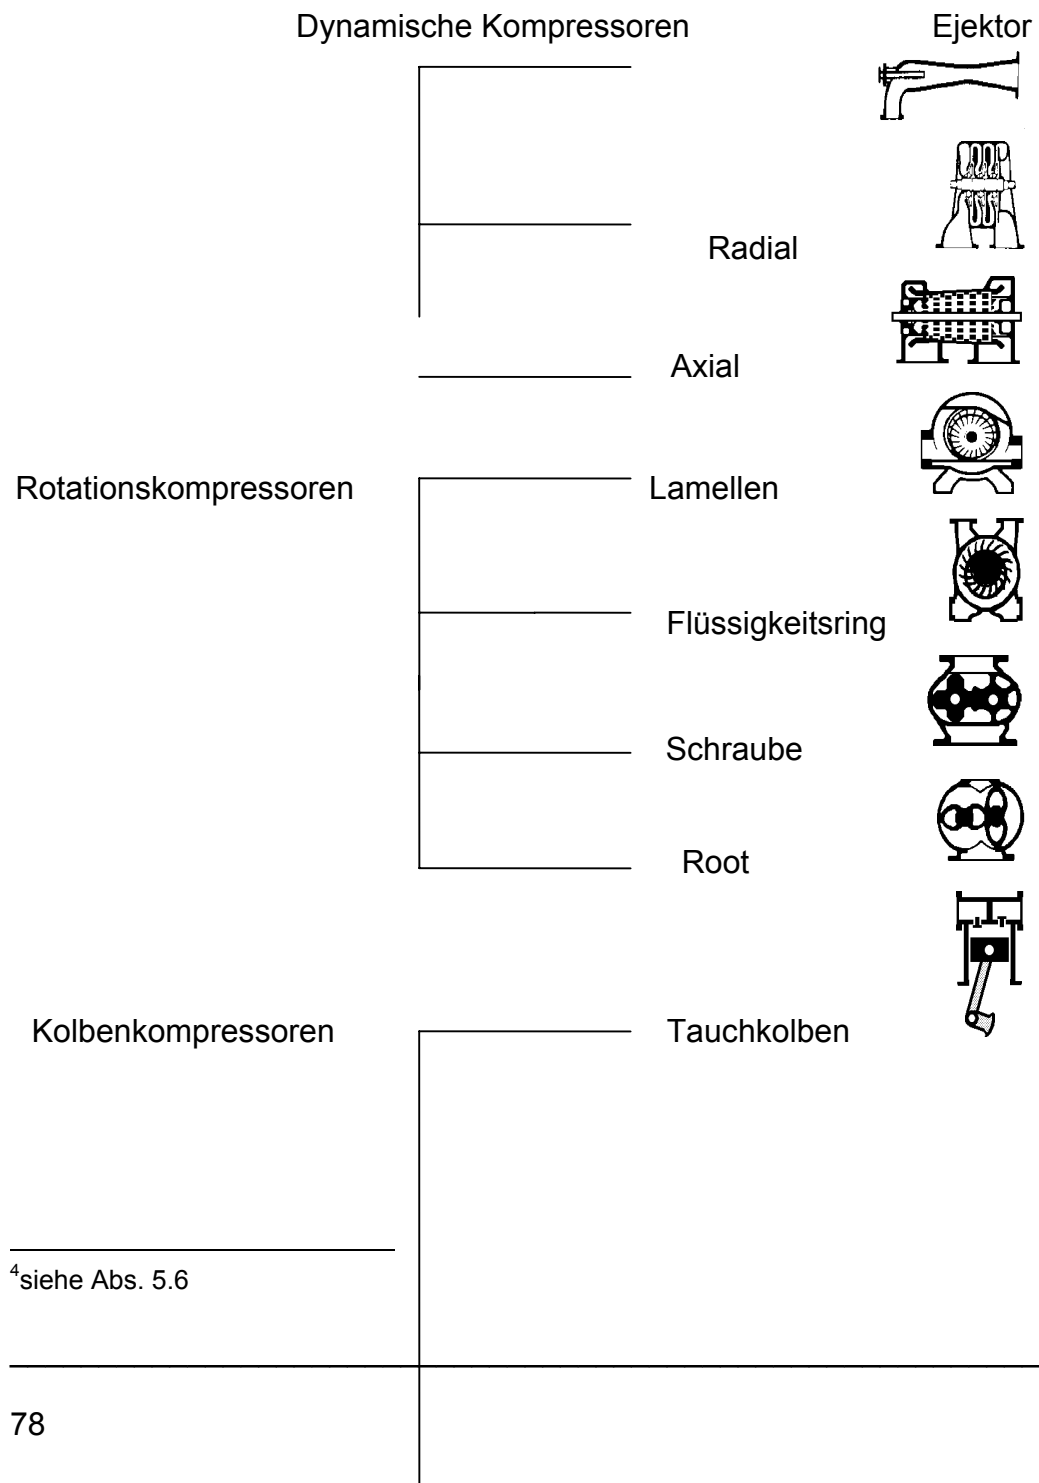 Dynamische Kompressoren Ejektor
Radial
Axial
Rotationskompressoren Lamellen
Flüssigkeitsring
Schraube
Root
Kolbenkompressoren Tauchkolben
4siehe Abs. 5.6
78